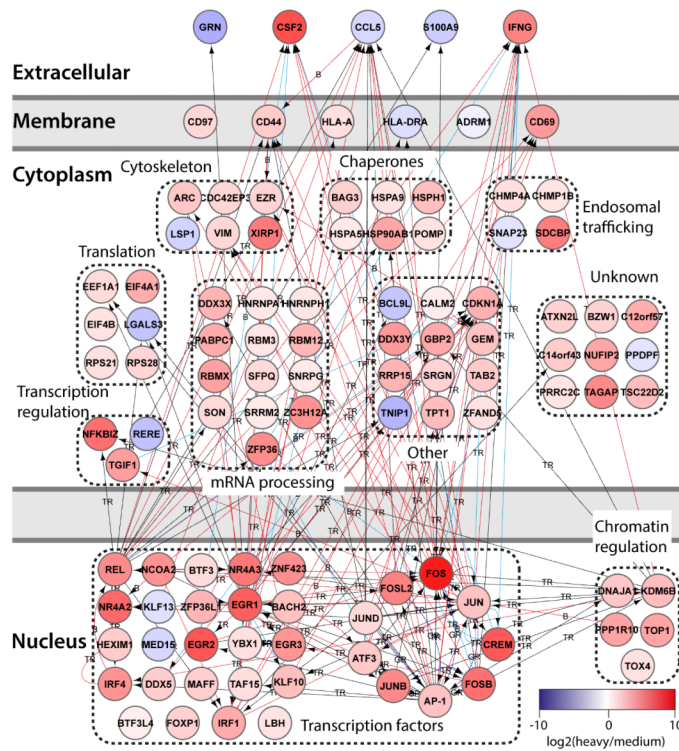 GRN CSF2 CCL5 S100A9 IFNG
Extracellular
B
Membrane
CD97 CD44 HLA-A HLA-DRA ADRM1 CD69
Cytoplasm
Cytoskeleton
Chaperones
B
ARC CDC42EP3 EZR
BAG3 HSPA9 HSPH1
CHMP4A CHMP1B
Endosomal
trafficking
LSP1 VIM XIRP1
HSPA5 HSP90AB1 POMP
SNAP23 SDCBP
Translation
Unknown
EEF1A1 EIF4A1
DDX3X HNRNPA1 HNRNPH1
BCL9L CALM2 CDKN1A
EIF4B LGALS3
PABPC1 RBM3 RBM12
DDX3Y GBP2 GEM
ATXN2L BZW1 C12orf57
RPS21 RPS28
RBMX SFPQ SNRPG
RRP15 SRGN TAB2
C14orf43 NUFIP2 PPDPF
Transcription
regulation
SON SRRM2 ZC3H12A
TNIP1 TPT1 ZFAND5
PRRC2C TAGAP TSC22D2
NFKBIZ RERE
TGIF1
ZFP36
Other
mRNA processing
TR TR TR TR TR
Chromatin
regulation
REL NCOA2 BTF3 NR4A3 ZNF423
FOS
FOSL2
DNAJA1 KDM6B
NR4A2 KLF13 ZFP36L1 EGR1 BACH2
JUND JUN
PPP1R10 TOP1
Nucleus
HEXIM1 MED15 EGR2 YBX1 EGR3
ATF3 CREM
TOX4
IRF4 DDX5 MAFF TAF15 KLF10
JUNB AP-1 FOSB
BTF3L4 FOXP1 IRF1 LBH
Transcription factors
-10 0 10
log2(heavy/medium)